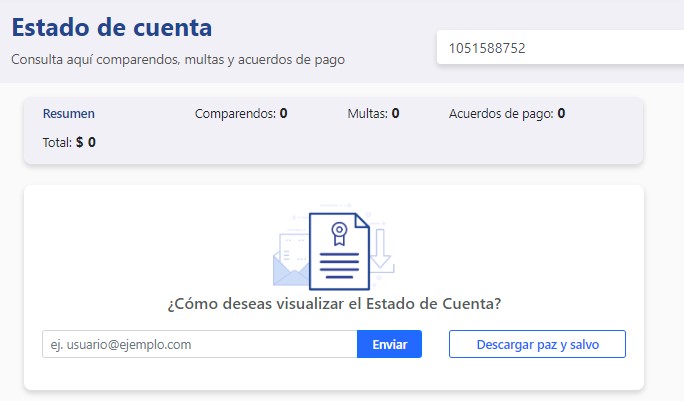 Estado de cuenta
Consulta aquí comparendos, multas y acuerdos de pago
1051588752
Resumen Comparendos: 0 Multas: 0 Acuerdos de pago: 0
Total: $ 0
¿Cómo deseas visualizar el Estado de Cuenta?
ej. usuario@ejemplo.com Enviar Descargar paz y salvo